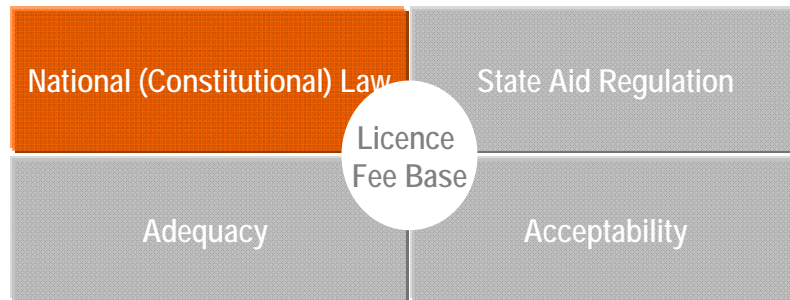 National (Constitutional) Law
State Aid Regulation
Licence
Fee Base
Adequacy
Acceptability